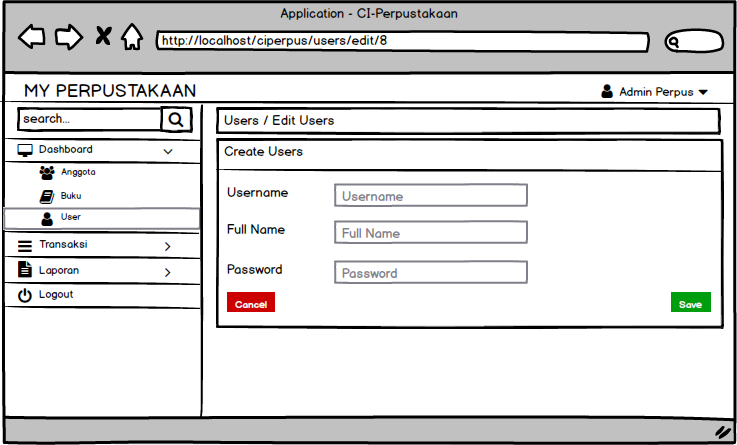 Application - CI-Perpustakaan
http://localhost/ciperpus/users/edit/8
MY PERPUSTAKAAN
Admin Perpus
search...
Users / Edit Users
Dashboard
Create Users
Anggota
Buku
User
Username
Username
Full Name
Full Name
Transaksi
Password
Password
Laporan
Logout
Cancel
Save